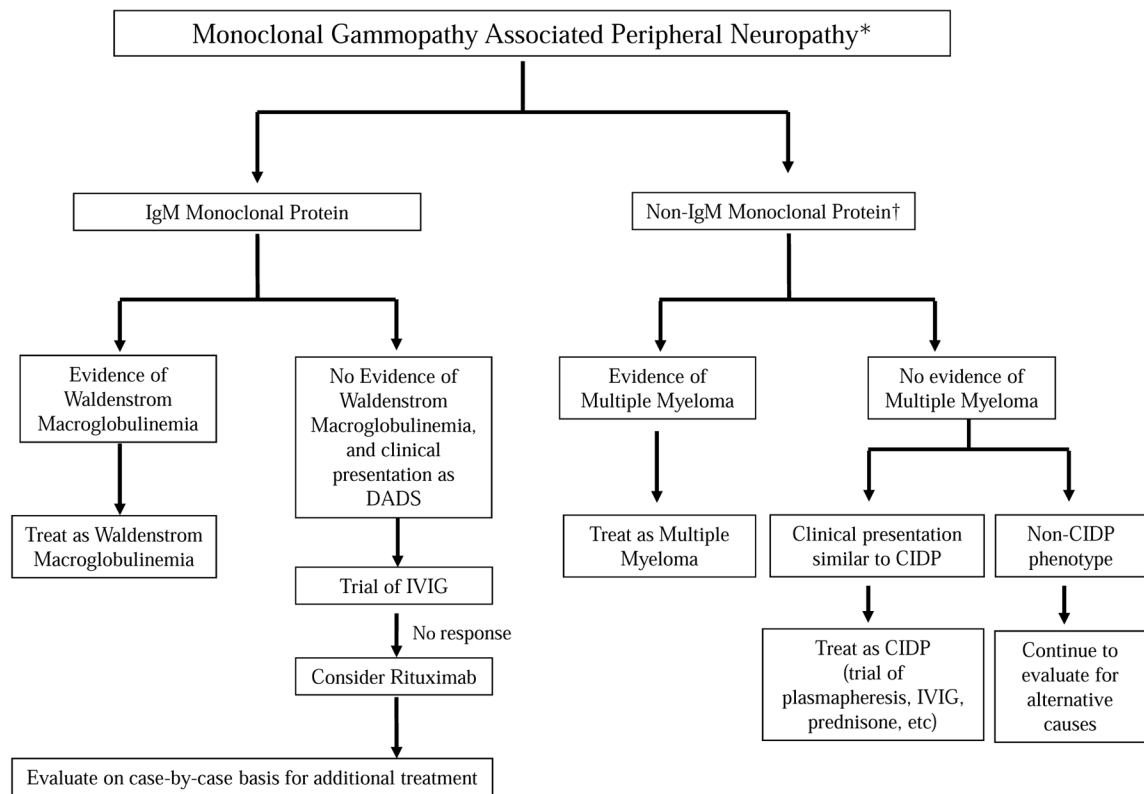 Monoclonal Gammopathy Associated Peripheral Neuropathy*
IgM Monoclonal Protein
Non-IgM Monoclonal Protein†
Evidence of
Waldenstrom
Macroglobulinemia
No Evidence of
Waldenstrom
Macroglobulinemia,
and clinical
presentation as
DADS
Evidence of
Multiple Myeloma
No evidence of
Multiple Myeloma
Treat as Waldenstrom
Macroglobulinemia
Trial of IVIG
Treat as Multiple
Myeloma
Clinical presentation
similar to CIDP
Non-CIDP
phenotype
No response
Consider Rituximab
Treat as CIDP
(trial of
plasmapheresis, IVIG,
prednisone, etc)
Continue to
evaluate for
alternative
causes
Evaluate on case-by-case basis for additional treatment